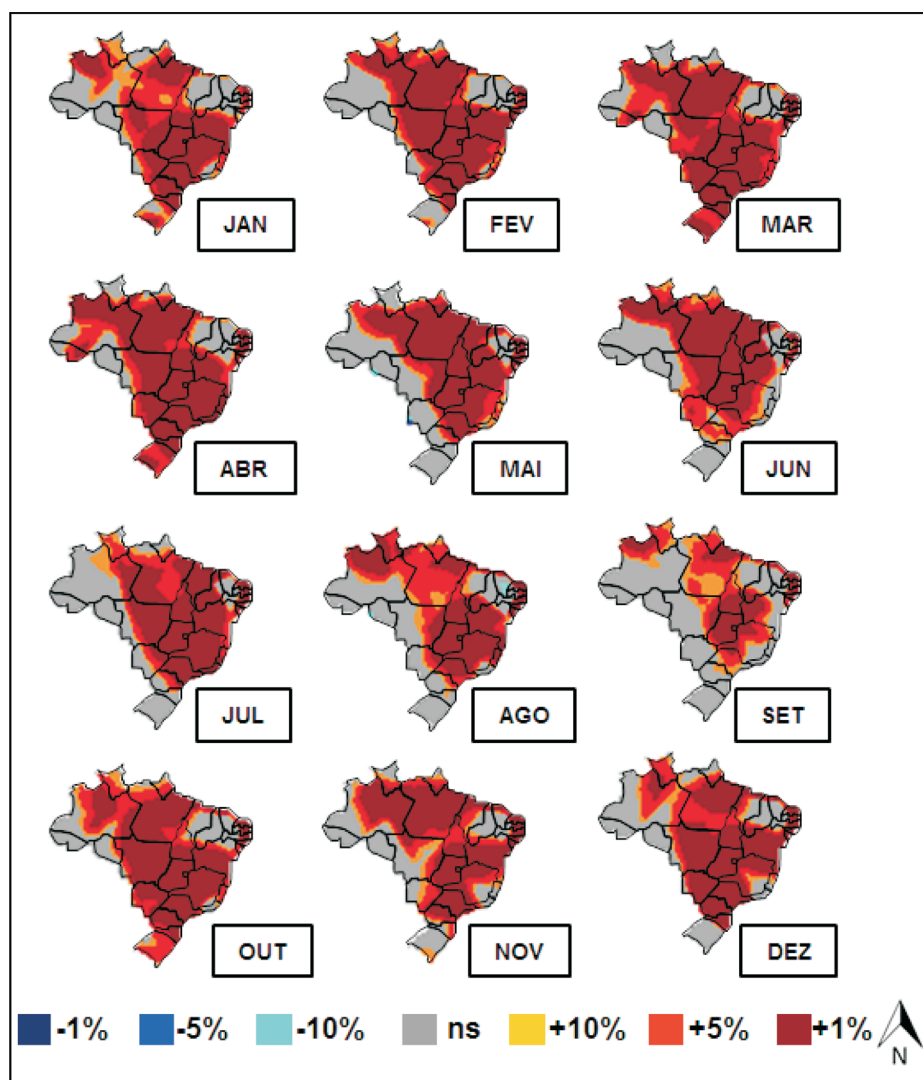 JAN FEV MAR
ABR MAI JUN
JUL AGO SET
OUT NOV DEZ
-1% -5% -10% ns +10% +5% +1% N